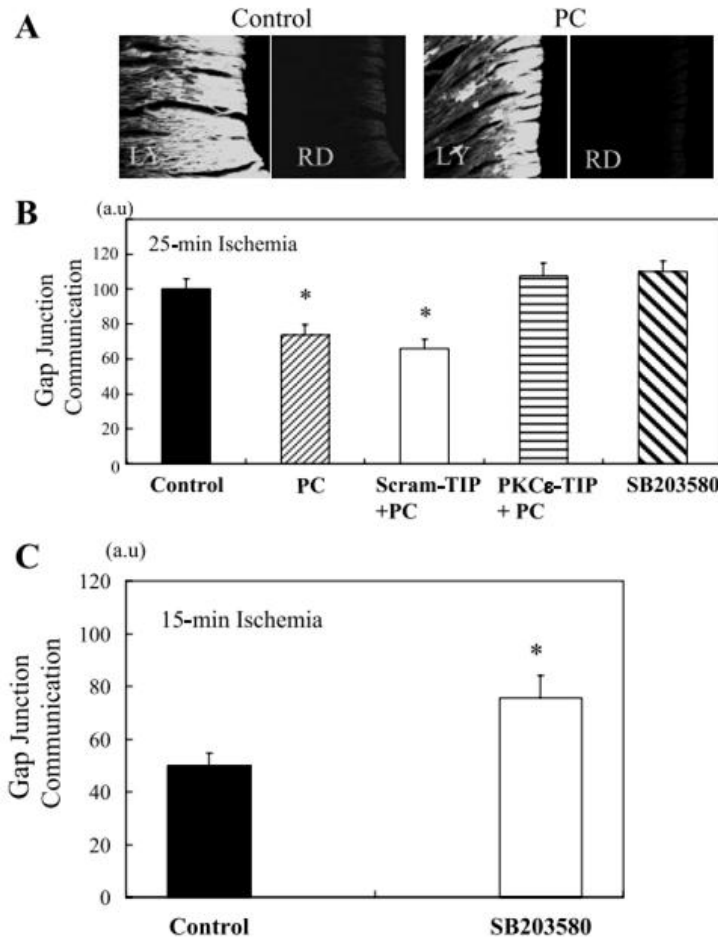 A
Control
PC
LY
RD
LY
RD
B
(a.u)
25-min Ischemia
Gap Junction
Communication
120
100
80
60
40
20
0
*
*
Control
PC
Scram-TIP
+PC
PKCε-TIP
+ PC
SB203580
C
(a.u)
15-min Ischemia
Gap Junction
Communication
120
100
80
60
40
20
0
*
Control
SB203580